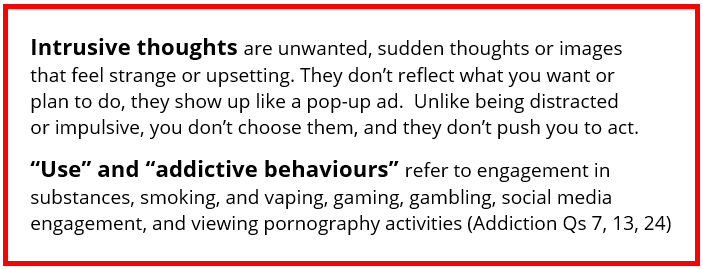 Intrusive thoughts are unwanted, sudden thoughts or images
that feel strange or upsetting. They don’t reflect what you want or
plan to do, they show up like a pop-up ad.  Unlike being distracted
or impulsive, you don’t choose them, and they don’t push you to act.
“Use” and “addictive behaviours” refer to engagement in
substances, smoking, and vaping, gaming, gambling, social media
engagement, and viewing pornography activities (Addiction Qs 7, 13, 24)